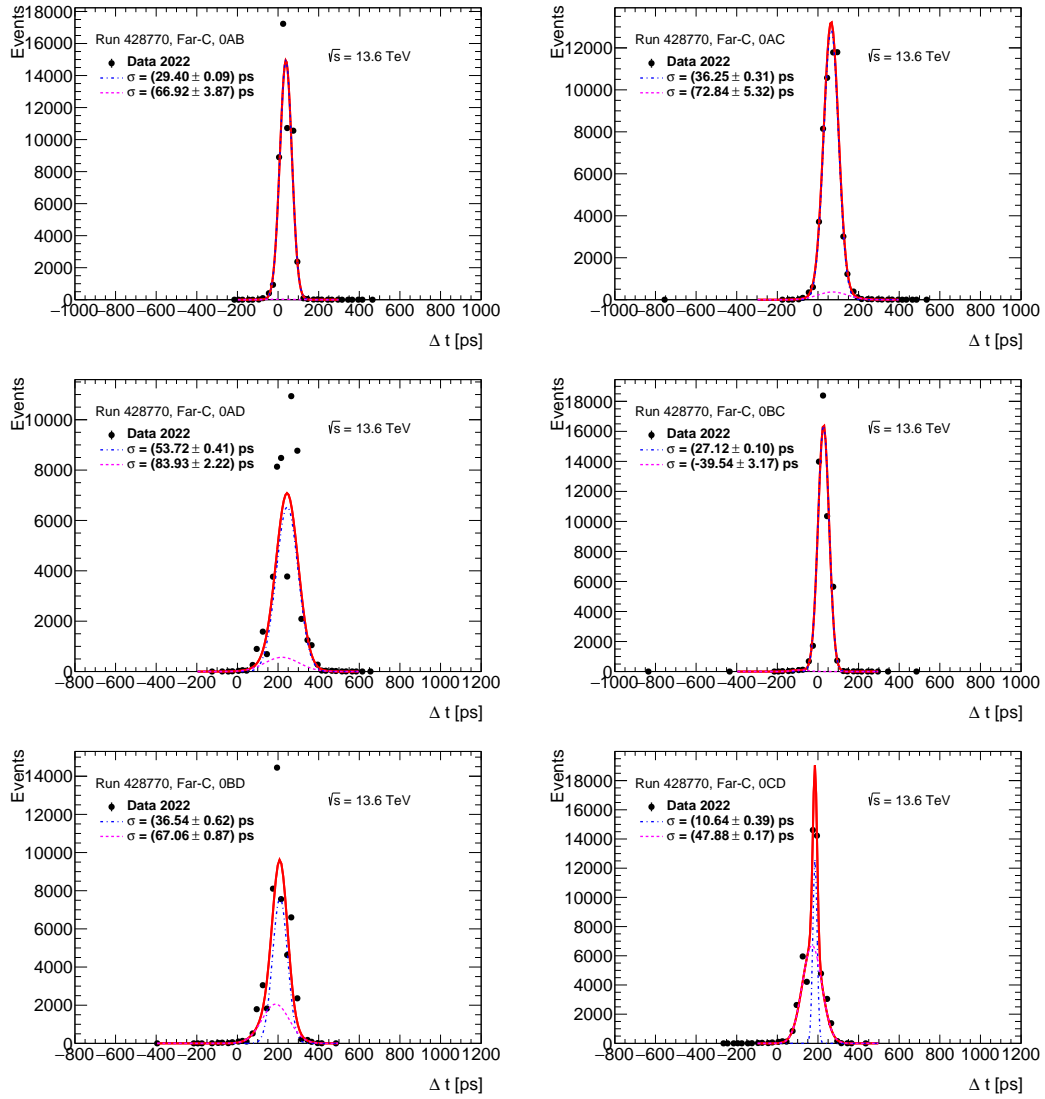 Run 428770, Far-C, 0AB
Data 2022
σ = (29.40 ± 0.09) ps
σ = (66.92 ± 3.87) ps
√s = 13.6 TeV
Events
18000
16000
14000
12000
10000
8000
6000
4000
2000
0
−1000 −800 −600 −400 −200 0 200 400 600 800 1000
Δ t [ps]
Run 428770, Far-C, 0AC
Data 2022
σ = (36.25 ± 0.31) ps
σ = (72.84 ± 5.32) ps
√s = 13.6 TeV
Events
12000
10000
8000
6000
4000
2000
0
−1000 −800 −600 −400 −200 0 200 400 600 800 1000
Δ t [ps]
Run 428770, Far-C, 0AD
Data 2022
σ = (53.72 ± 0.41) ps
σ = (83.93 ± 2.22) ps
√s = 13.6 TeV
Events
10000
8000
6000
4000
2000
0
−800 −600 −400 −200 0 200 400 600 800 1000 1200
Δ t [ps]
Run 428770, Far-C, 0BC
Data 2022
σ = (27.12 ± 0.10) ps
σ = (-39.54 ± 3.17) ps
√s = 13.6 TeV
Events
18000
16000
14000
12000
10000
8000
6000
4000
2000
0
−1000 −800 −600 −400 −200 0 200 400 600 800 1000
Δ t [ps]
Run 428770, Far-C, 0BD
Data 2022
σ = (36.54 ± 0.62) ps
σ = (67.06 ± 0.87) ps
√s = 13.6 TeV
Events
14000
12000
10000
8000
6000
4000
2000
0
−800 −600 −400 −200 0 200 400 600 800 1000 1200
Δ t [ps]
Run 428770, Far-C, 0CD
Data 2022
σ = (10.64 ± 0.39) ps
σ = (47.88 ± 0.17) ps
√s = 13.6 TeV
Events
18000
16000
14000
12000
10000
8000
6000
4000
2000
0
−1000 −800 −600 −400 −200 0 200 400 600 800 1000
Δ t [ps]